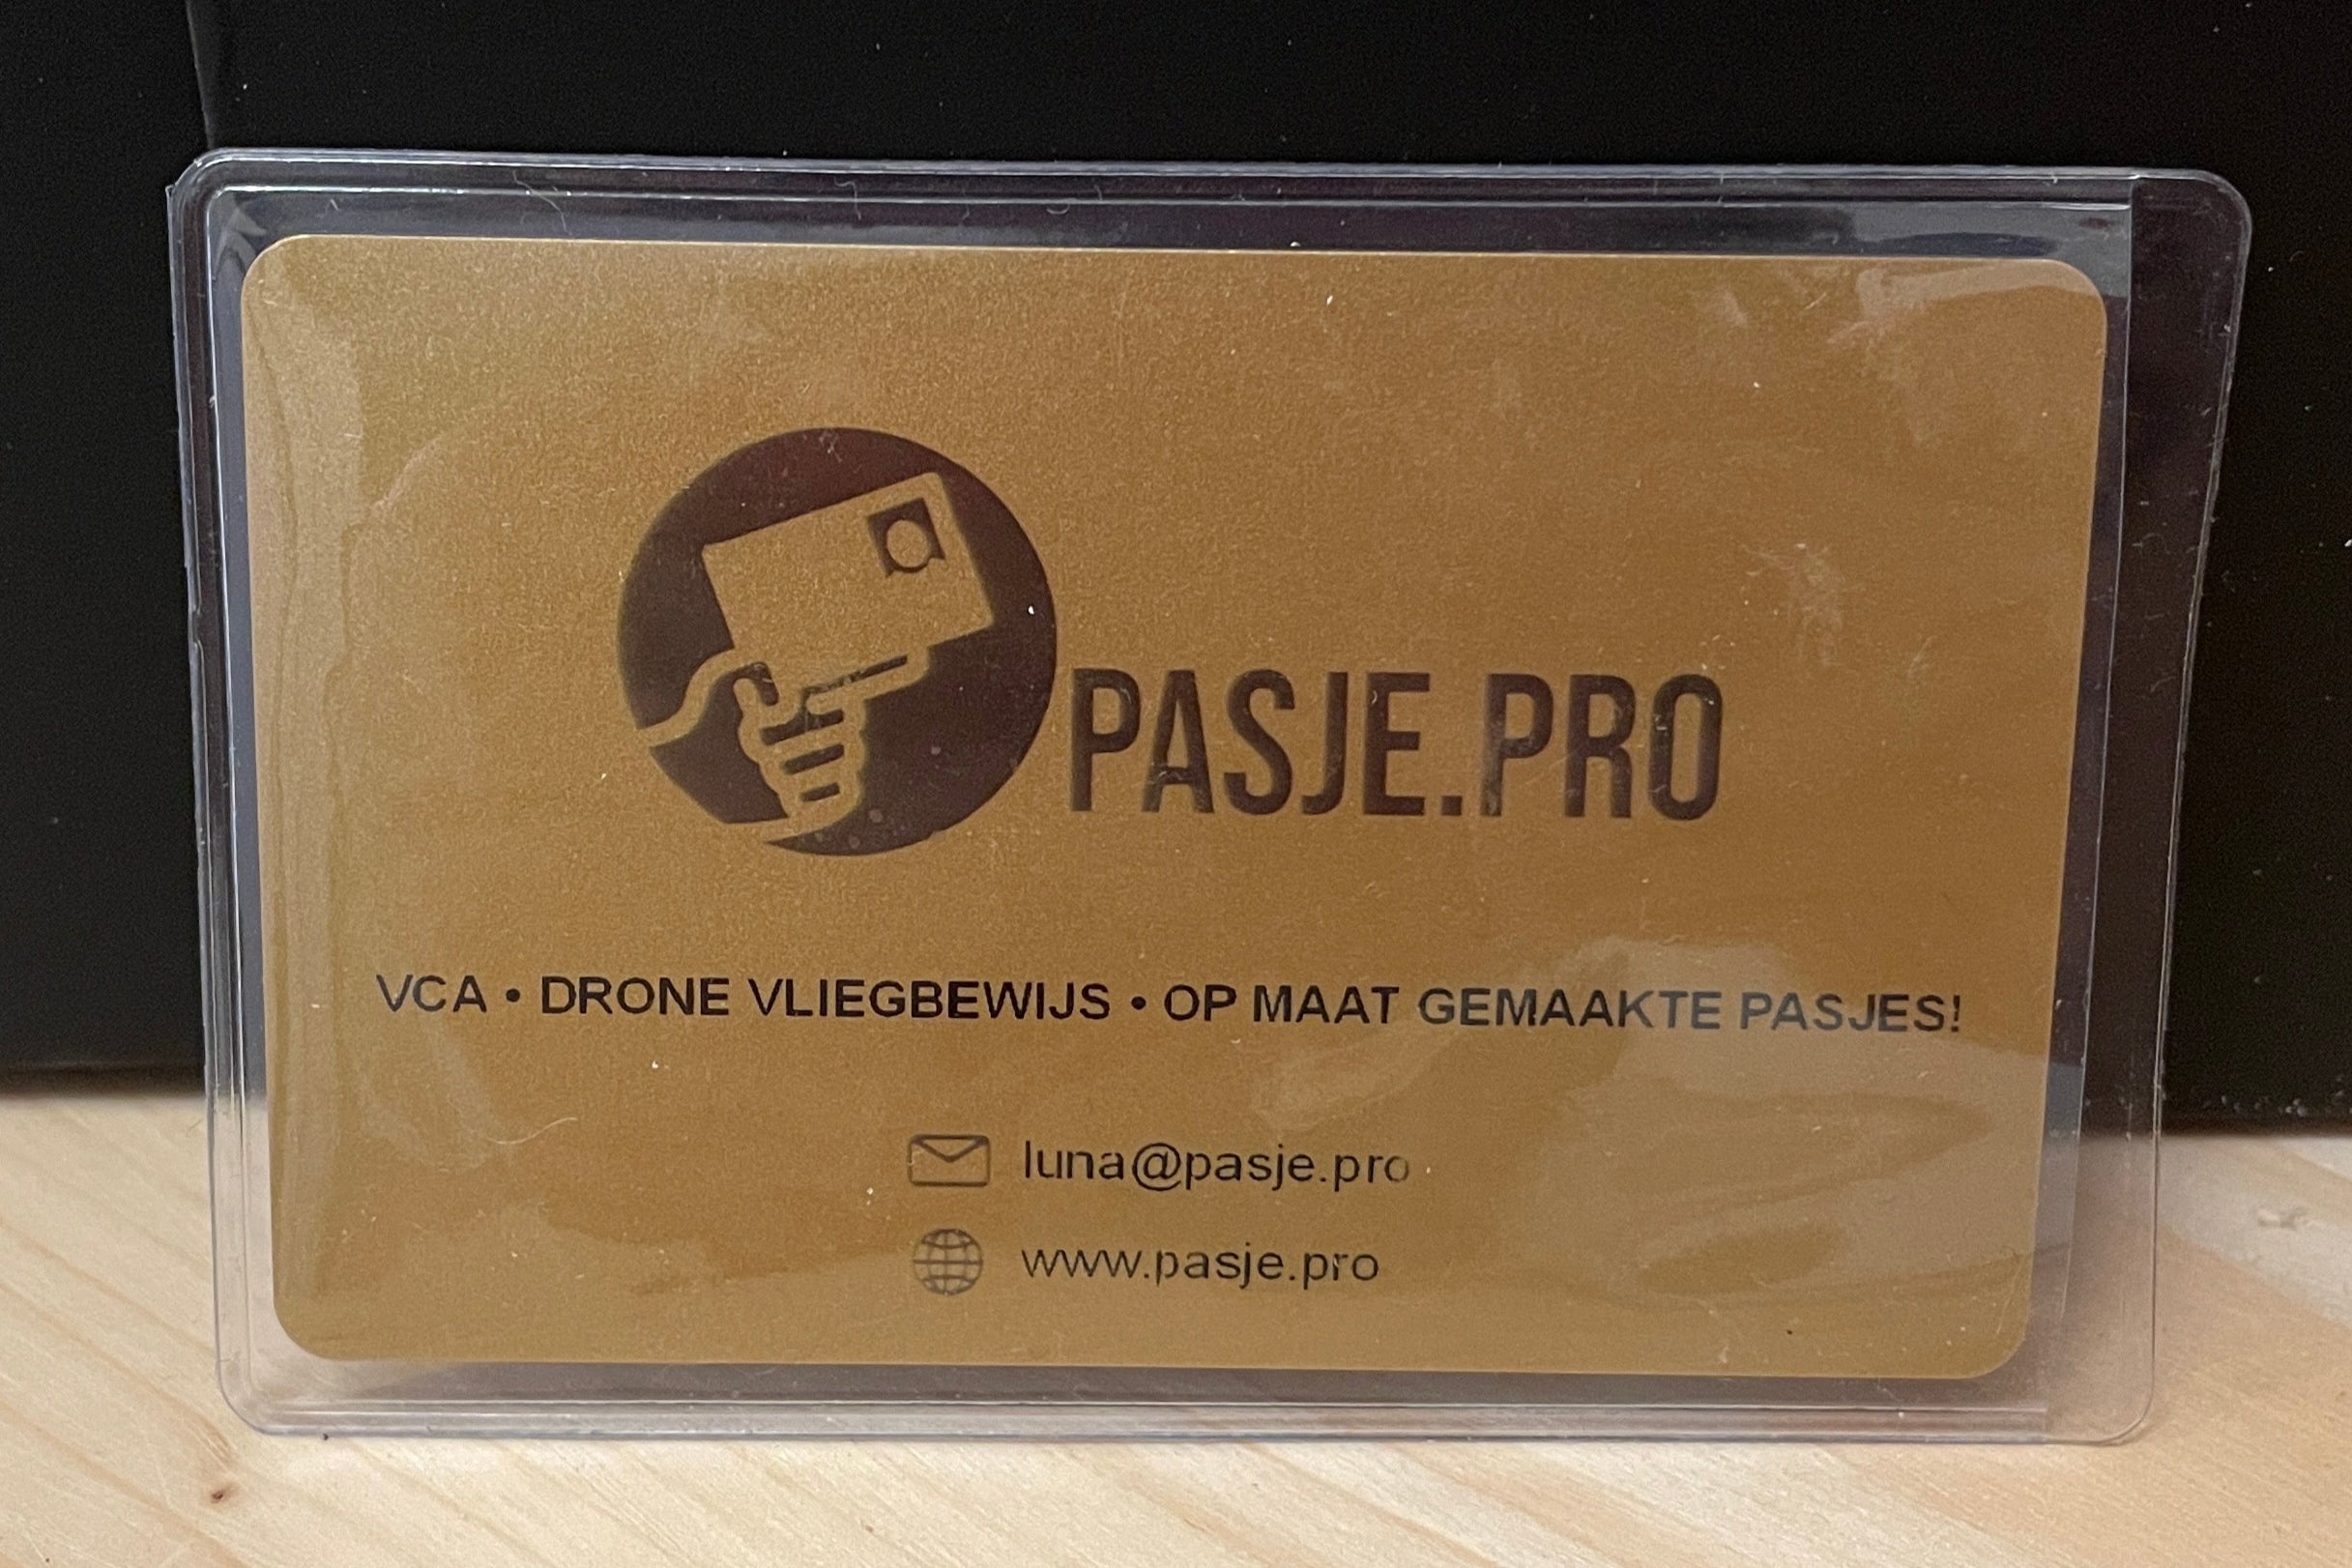 PASJE.PRO
VCA • DRONE VLIEGBEWIJS • OP MAAT GEMAAKTE PASJES!
luna@pasje.pro
www.pasje.pro